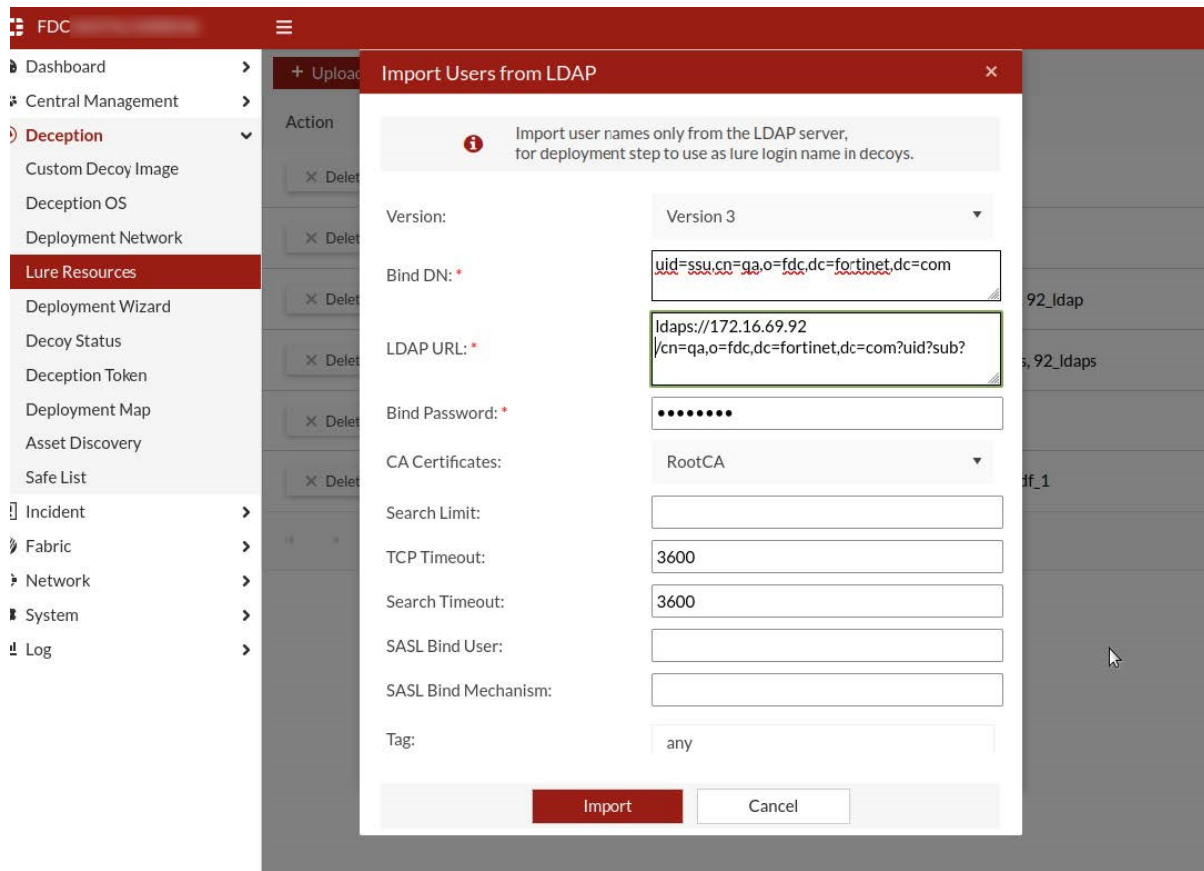 FDC
Dashboard
Central Management
Deception
Custom Decoy Image
Deception OS
Deployment Network
Lure Resources
Deployment Wizard
Decoy Status
Deception Token
Deployment Map
Asset Discovery
Safe List
Incident
Fabric
Network
System
Log
+ Upload
Action
× Delet
× Delet
× Delet
× Delet
× Delet
× Delet
92_ldap
s, 92_ldaps
df_1
Import Users from LDAP ×
Import user names only from the LDAP server,
for deployment step to use as lure login name in decoys.
Version: Version 3
Bind DN: * uid=ssu,cn=qa,o=fdc,dc=fortinet,dc=com
LDAP URL: * ldaps://172.16.69.92
/cn=qa,o=fdc,dc=fortinet,dc=com?uid?sub?
Bind Password: * ••••••••
CA Certificates: RootCA
Search Limit:
TCP Timeout: 3600
Search Timeout: 3600
SASL Bind User:
SASL Bind Mechanism:
Tag: any
Import Cancel